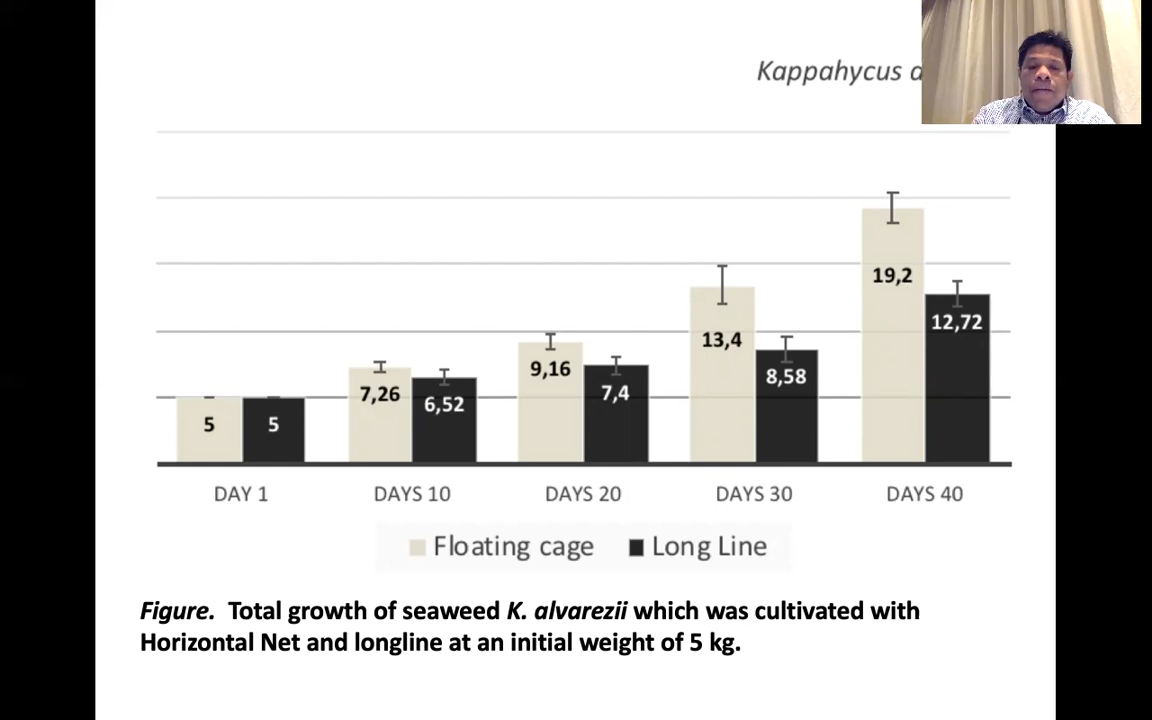 Kappahycus
5
5
7,26
6,52
9,16
7,4
13,4
8,58
19,2
12,72
DAY 1 DAYS 10 DAYS 20 DAYS 30 DAYS 40
Floating cage Long Line
Figure. Total growth of seaweed K. alvarezii which was cultivated with
Horizontal Net and longline at an initial weight of 5 kg.